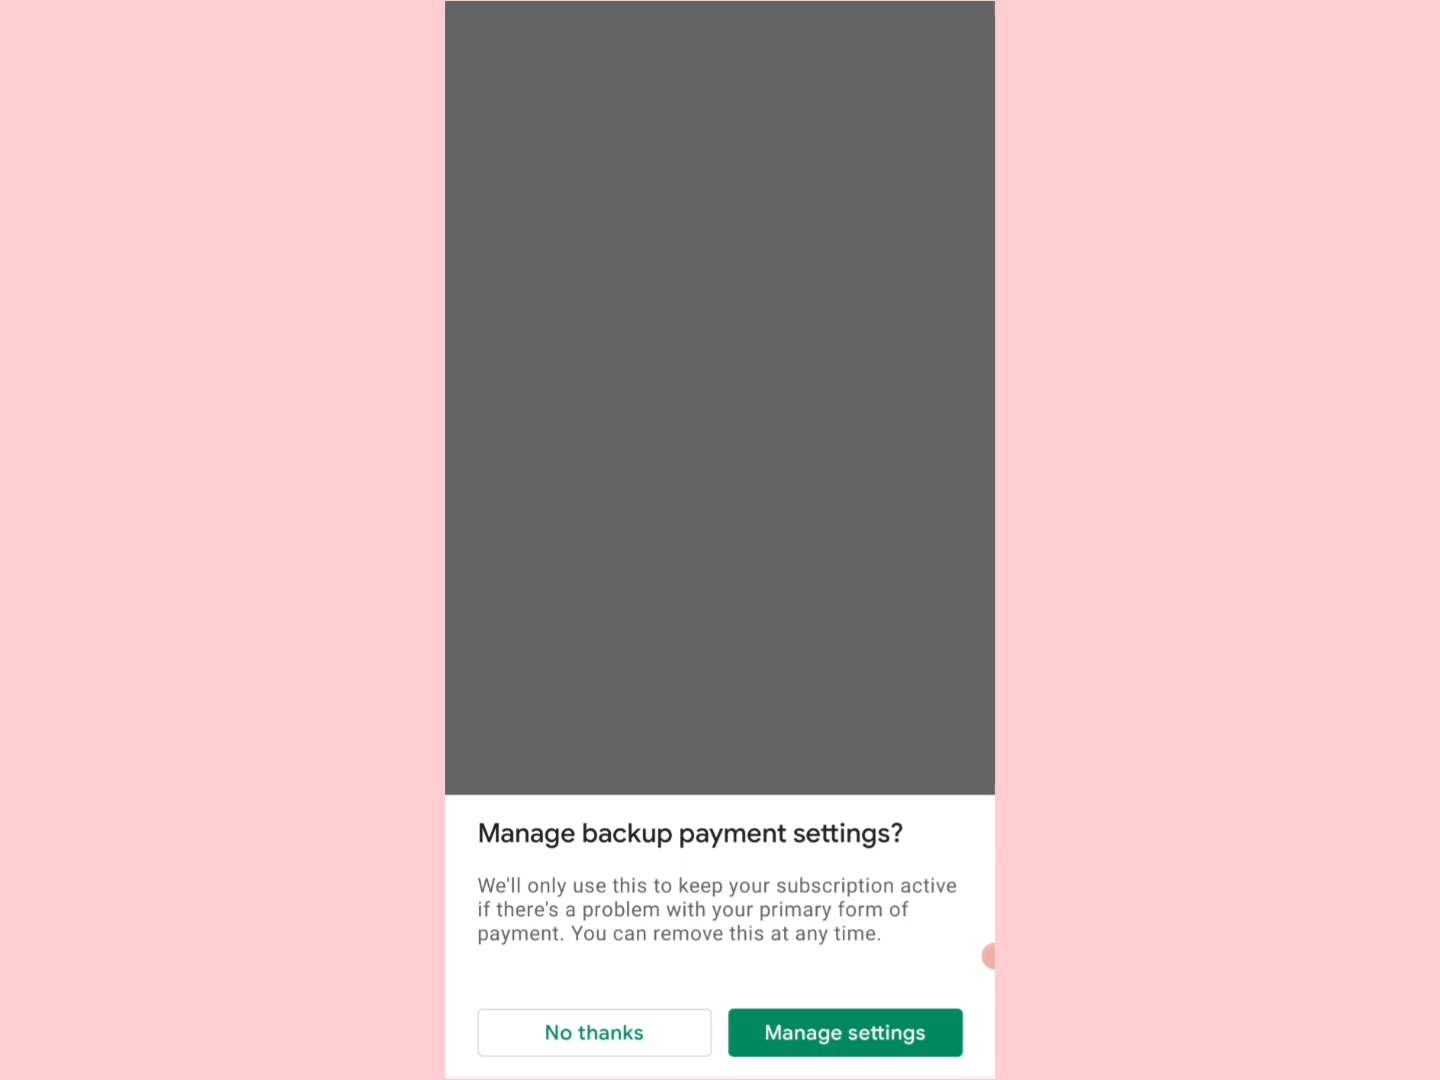 Manage backup payment settings?
We'll only use this to keep your subscription active
if there's a problem with your primary form of
payment. You can remove this at any time.
No thanks
Manage settings